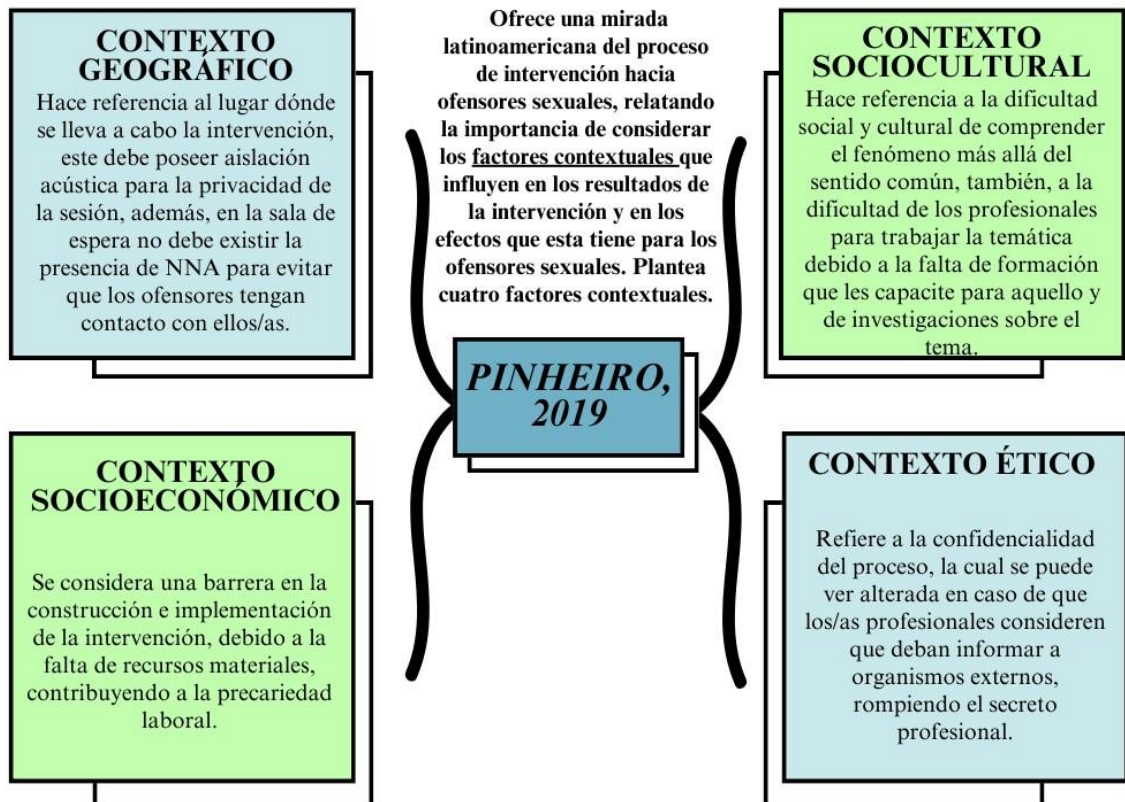 CONTEXTO
GEOGRÁFICO
Hace referencia al lugar dónde
se lleva a cabo la intervención,
este debe poseer aislación
acústica para la privacidad de
la sesión, además, en la sala de
espera no debe existir la
presencia de NNA para evitar
que los ofensores tengan
contacto con ellos/as.
Ofrece una mirada
latinoamericana del proceso
de intervención hacia
ofensores sexuales, relatando
la importancia de considerar
los factores contextuales que
influyen en los resultados de
la intervención y en los
efectos que esta tiene para los
ofensores sexuales. Plantea
cuatro factores contextuales.
CONTEXTO
SOCIOCULTURAL
Hace referencia a la dificultad
social y cultural de comprender
el fenómeno más allá del
sentido común, también, a la
dificultad de los profesionales
para trabajar la temática
debido a la falta de formación
que les capacite para aquello y
de investigaciones sobre el
tema.
PINHEIRO,
2019
CONTEXTO
SOCIOECONÓMICO
Se considera una barrera en la
construcción e implementación
de la intervención, debido a la
falta de recursos materiales,
contribuyendo a la precariedad
laboral.
CONTEXTO ÉTICO
Refiere a la confidencialidad
del proceso, la cual se puede
ver alterada en caso de que
los/as profesionales consideren
que deban informar a
organismos externos,
rompiendo el secreto
profesional.